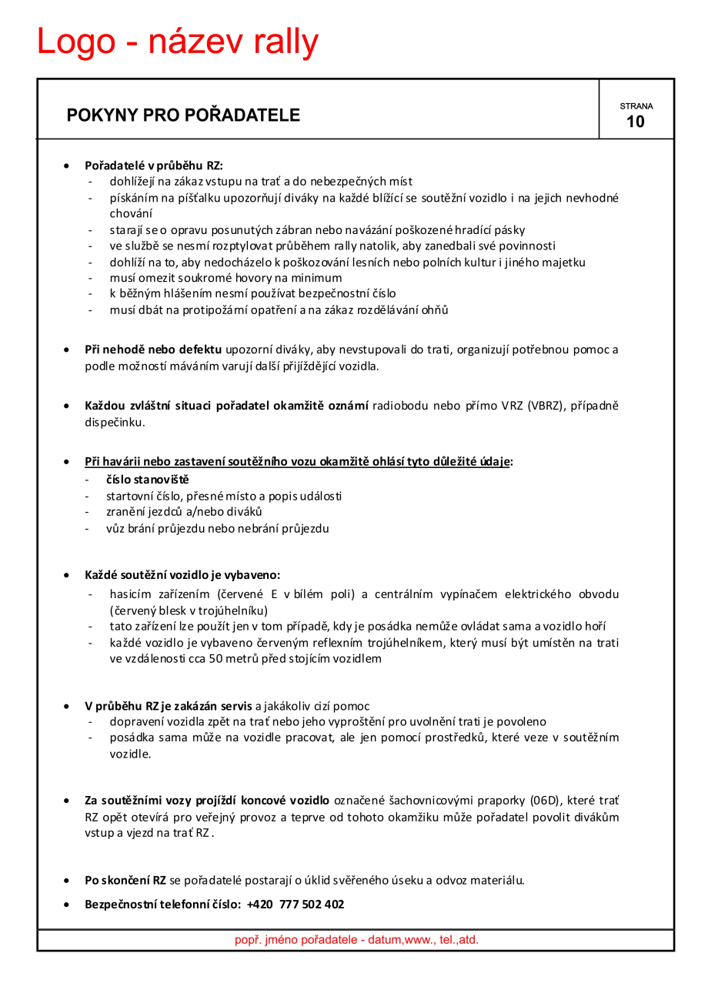 Logo - název rally
POKYNY PRO POŘADATELE
STRANA
10
• Pořadatelé v průběhu RZ:
- dohlížejí na zákaz vstupu na trať a do nebezpečných míst
- pískáním na píšťalku upozorňují diváky na každé blížící se soutěžní vozidlo i na jejich nevhodné
chování
- starají se o opravu posunutých zábran nebo navázání poškozené hradící pásky
- ve službě se nesmí rozptylovat průběhem rally natolik, aby zanedbali své povinnosti
- dohlíží na to, aby nedocházelo k poškozování lesních nebo polních kultur i jiného majetku
- musí omezit soukromé hovory na minimum
- k běžným hlášením nesmí používat bezpečnostní číslo
- musí dbát na protipožární opatření a na zákaz rozdělávání ohňů
• Při nehodě nebo defektu upozorní diváky, aby nevstupovali do trati, organizují potřebnou pomoc a
podle možností máváním varují další přijíždějící vozidla.
• Každou zvláštní situaci pořadatel okamžitě oznámí radiobodu nebo přímo VRZ (VBRZ), případně
dispečinku.
• Při havárii nebo zastavení soutěžního vozu okamžitě ohlásí tyto důležité údaje:
- číslo stanoviště
- startovní číslo, přesné místo a popis události
- zranění jezdců a/nebo diváků
- vůz brání průjezdu nebo nebrání průjezdu
• Každé soutěžní vozidlo je vybaveno:
- hasicím zařízením (červené E v bílém poli) a centrálním vypínačem elektrického obvodu
(červený blesk v trojúhelníku)
- tato zařízení lze použít jen v tom případě, kdy je posádka nemůže ovládat sama a vozidlo hoří
- každé vozidlo je vybaveno červeným reflexním trojúhelníkem, který musí být umístěn na trati
ve vzdálenosti cca 50 metrů před stojícím vozidlem
• V průběhu RZ je zakázán servis a jakákoliv cizí pomoc
- dopravení vozidla zpět na trať nebo jeho vyproštění pro uvolnění trati je povoleno
- posádka sama může na vozidle pracovat, ale jen pomocí prostředků, které veze v soutěžním
vozidle.
• Za soutěžními vozy projíždí koncové vozidlo označené šachovnicovými praporky (06D), které trať
RZ opět otevírá pro veřejný provoz a teprve od tohoto okamžiku může pořadatel povolit divákům
vstup a vjezd na trať RZ .
• Po skončení RZ se pořadatelé postarají o úklid svěřeného úseku a odvoz materiálu.
• Bezpečnostní telefonní číslo: +420 777 502 402
popř. jméno pořadatele - datum,www., tel.,atd.